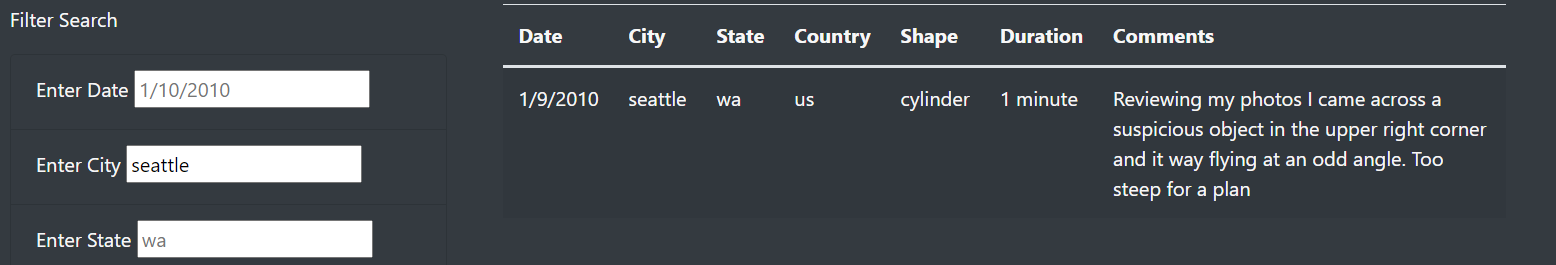 Filter Search
Enter Date 1/10/2010
Enter City seattle
Enter State wa
Date City State Country Shape Duration Comments
1/9/2010 seattle wa us cylinder 1 minute Reviewing my photos I came across a
suspicious object in the upper right corner
and it way flying at an odd angle. Too
steep for a plan